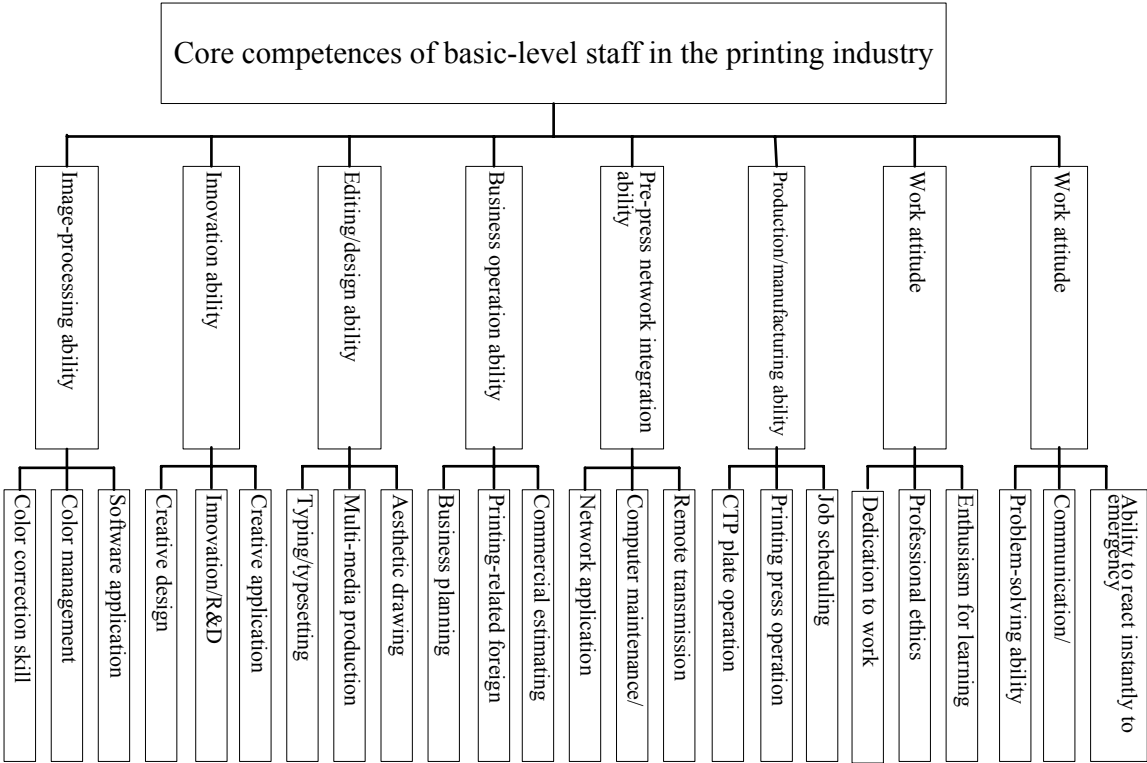 Core competences of basic-level staff in the printing industry
Image-processing ability
Innovation ability
Editing/design ability
Business operation ability
Pre-press network integration
ability
Production/manufacturing ability
Work attitude
Work attitude
Color correction skill
Color management
Software application
Creative design
Innovation/R&D
Creative application
Typing/typesetting
Multi-media production
Aesthetic drawing
Business planning
Printing-related foreign
Commercial estimating
Network application
Computer maintenance/
Remote transmission
CTP plate operation
Printing press operation
Job scheduling
Dedication to work
Professional ethics
Enthusiasm for learning
Problem-solving ability
Communication/
Ability to react instantly to
emergency